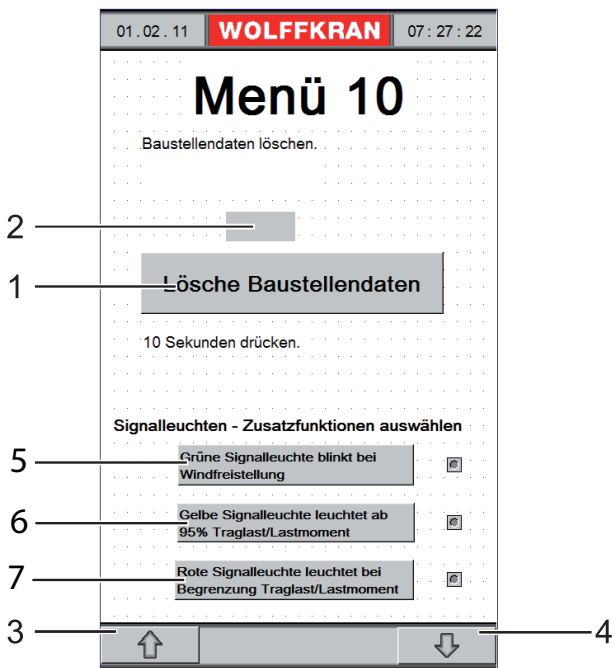 01.02.11 WOLFFKRAN 07:27:22
Menü 10
Baustellendaten löschen.
2
1 Lösche Baustellendaten
10 Sekunden drücken.
Signalleuchten - Zusatzfunktionen auswählen
5 Grüne Signalleuchte blinkt bei
Windfreistellung
6 Gelbe Signalleuchte leuchtet ab
95% Traglast/Lastmoment
7 Rote Signalleuchte leuchtet bei
Begrenzung Traglast/Lastmoment
3 4